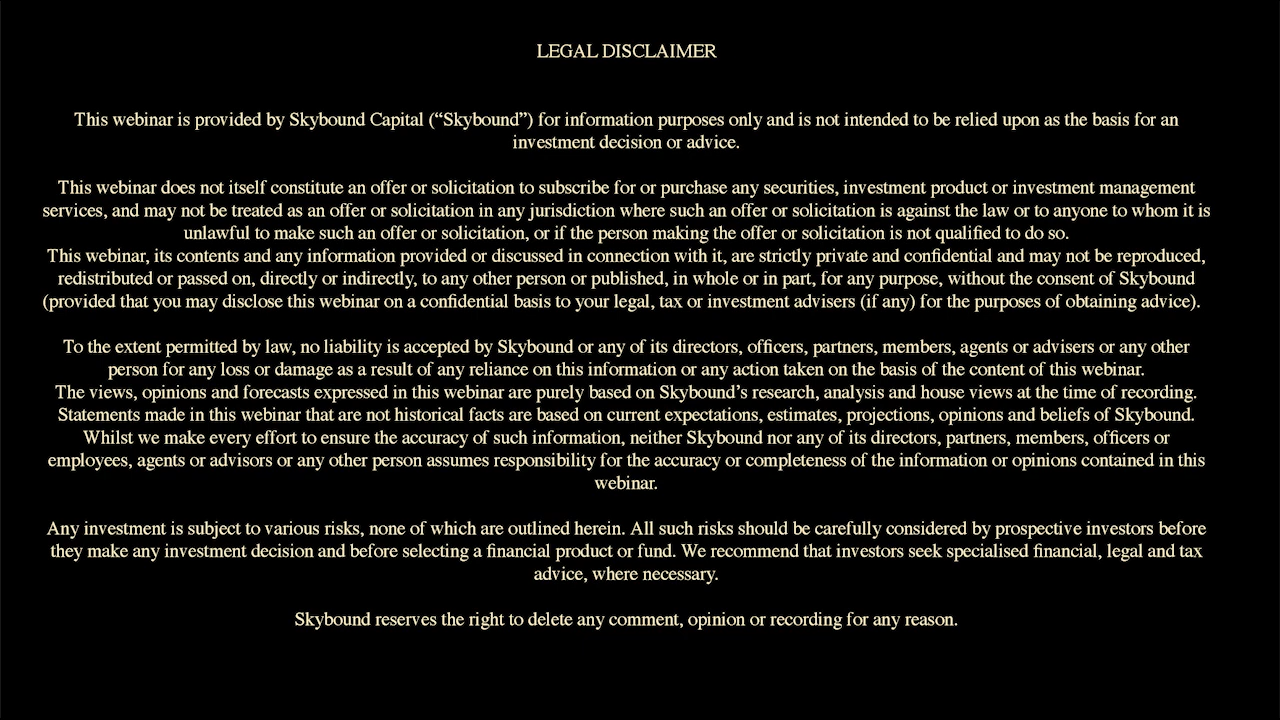 LEGAL DISCLAIMER
This webinar is provided by Skybound Capital (“Skybound”) for information purposes only and is not intended to be relied upon as the basis for an
investment decision or advice.
This webinar does not itself constitute an offer or solicitation to subscribe for or purchase any securities, investment product or investment management
services, and may not be treated as an offer or solicitation in any jurisdiction where such an offer or solicitation is against the law or to anyone to whom it is
unlawful to make such an offer or solicitation, or if the person making the offer or solicitation is not qualified to do so.
This webinar, its contents and any information provided or discussed in connection with it, are strictly private and confidential and may not be reproduced,
redistributed or passed on, directly or indirectly, to any other person or published, in whole or in part, for any purpose, without the consent of Skybound
(provided that you may disclose this webinar on a confidential basis to your legal, tax or investment advisers (if any) for the purposes of obtaining advice).
To the extent permitted by law, no liability is accepted by Skybound or any of its directors, officers, partners, members, agents or advisers or any other
person for any loss or damage as a result of any reliance on this information or any action taken on the basis of the content of this webinar.
The views, opinions and forecasts expressed in this webinar are purely based on Skybound’s research, analysis and house views at the time of recording.
Statements made in this webinar that are not historical facts are based on current expectations, estimates, projections, opinions and beliefs of Skybound.
Whilst we make every effort to ensure the accuracy of such information, neither Skybound nor any of its directors, partners, members, officers or
employees, agents or advisors or any other person assumes responsibility for the accuracy or completeness of the information or opinions contained in this
webinar.
Any investment is subject to various risks, none of which are outlined herein. All such risks should be carefully considered by prospective investors before
they make any investment decision and before selecting a financial product or fund. We recommend that investors seek specialised financial, legal and tax
advice, where necessary.
Skybound reserves the right to delete any comment, opinion or recording for any reason.